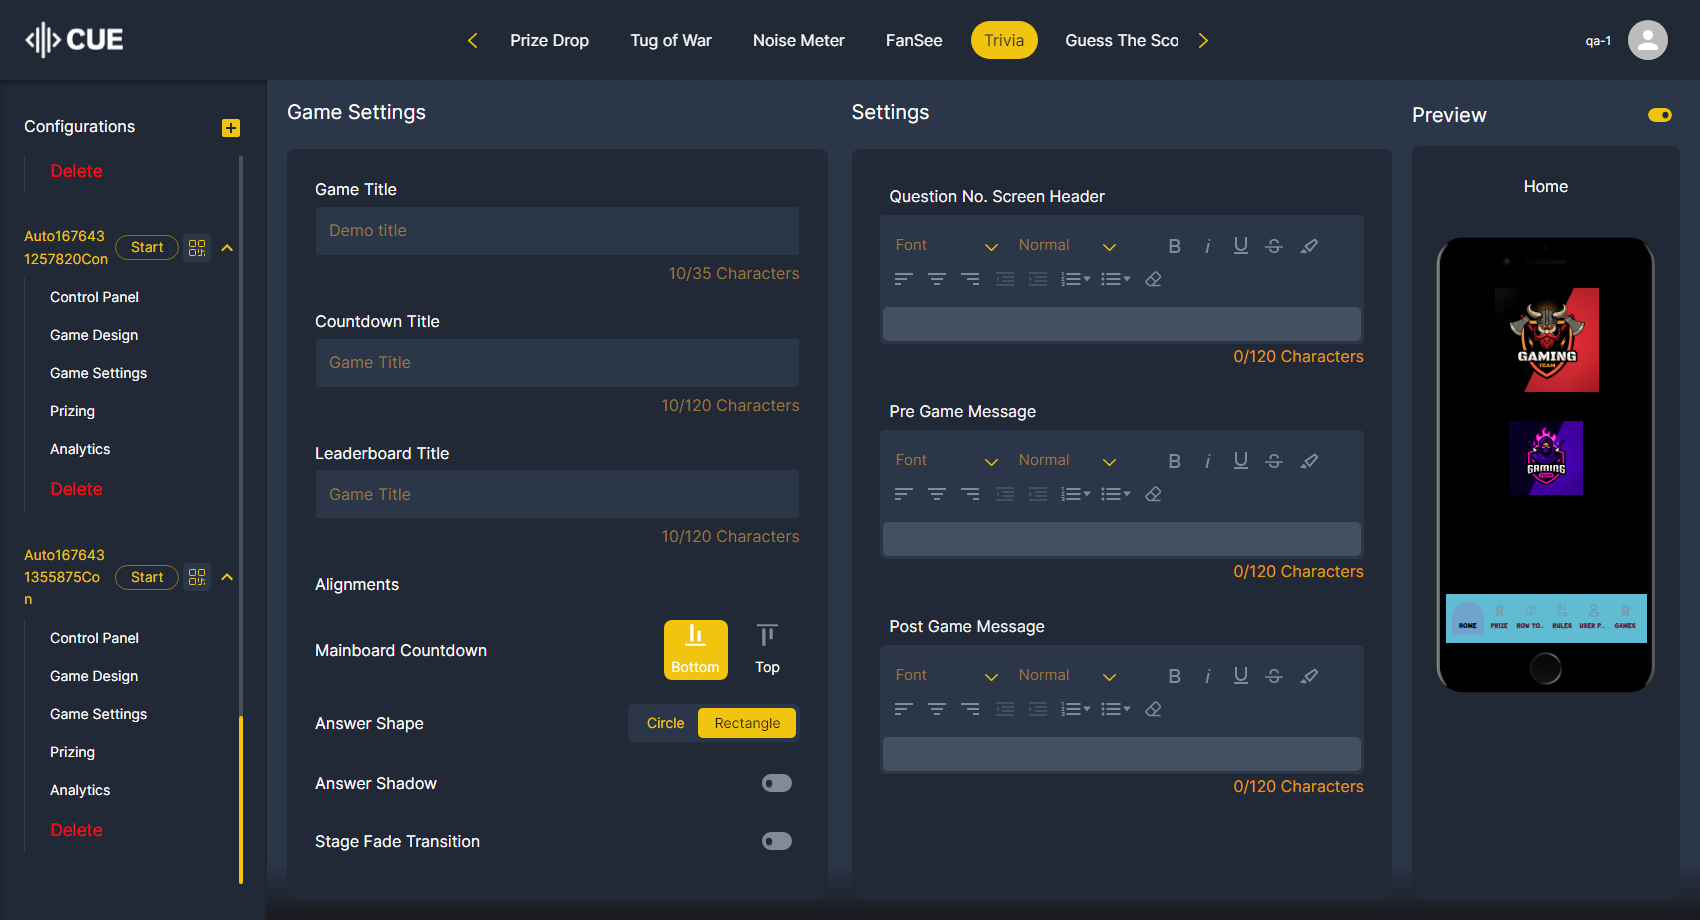 CUE
Prize Drop
Tug of War
Noise Meter
FanSee
Trivia
Guess The Sco
qa-1
Configurations
Delete
Auto167643
1257820Con
Start
Control Panel
Game Design
Game Settings
Prizing
Analytics
Delete
Auto167643
1355875Co
n
Start
Control Panel
Game Design
Game Settings
Prizing
Analytics
Delete
Game Settings
Game Title
Demo title
10/35 Characters
Countdown Title
Game Title
10/120 Characters
Leaderboard Title
Game Title
10/120 Characters
Alignments
Mainboard Countdown
Bottom
Top
Answer Shape
Circle
Rectangle
Answer Shadow
Stage Fade Transition
Settings
Question No. Screen Header
Font
Normal
B
i
U
S
0/120 Characters
Pre Game Message
Font
Normal
B
i
U
S
0/120 Characters
Post Game Message
Font
Normal
B
i
U
S
0/120 Characters
Preview
Home
GAMING
TEAM
GAMING
TEAM
HOME
PRIZE
HOW TO...
RULES
USER P...
GAMES